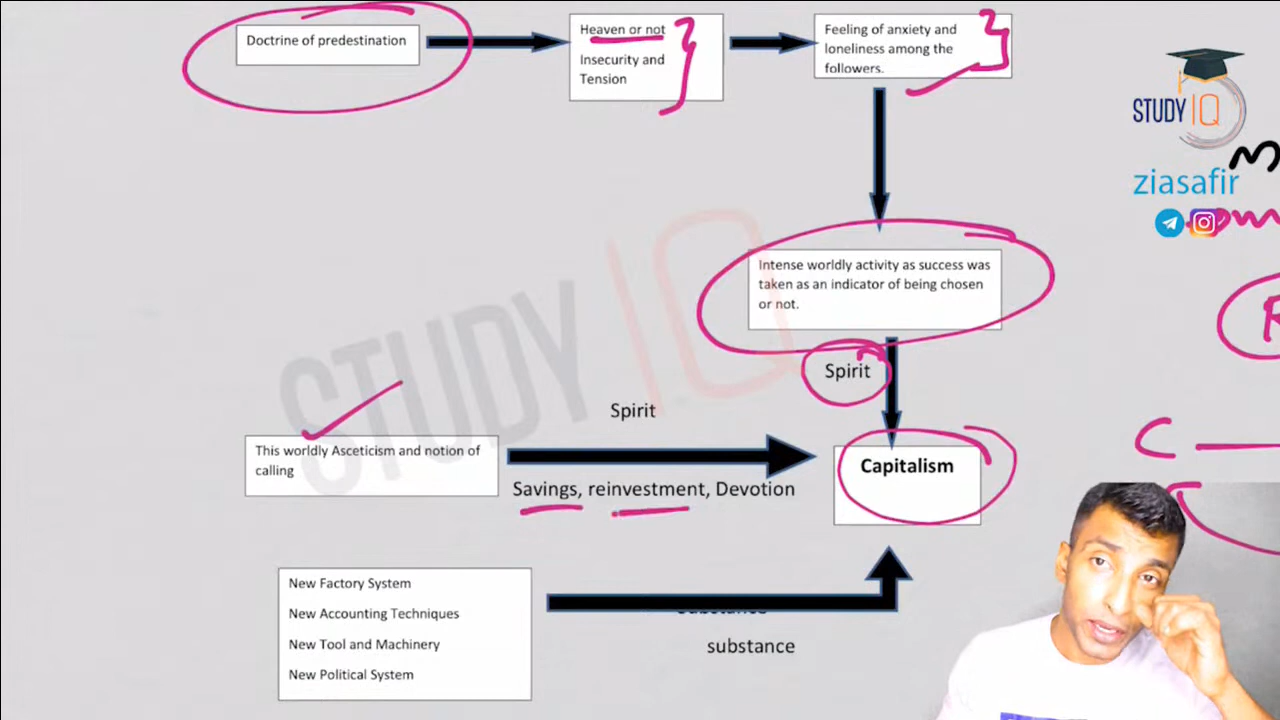 Doctrine of predestination
Heaven or not
Insecurity and
Tension
Feeling of anxiety and
loneliness among the
followers.
STUDY IQ
ziasafir
Intense worldly activity as success was
taken as an indicator of being chosen
or not.
Spirit
STUDY IQ
Spirit
This worldly Asceticism and notion of
calling
Savings, reinvestment, Devotion
Capitalism
New Factory System
New Accounting Techniques
New Tool and Machinery
New Political System
substance